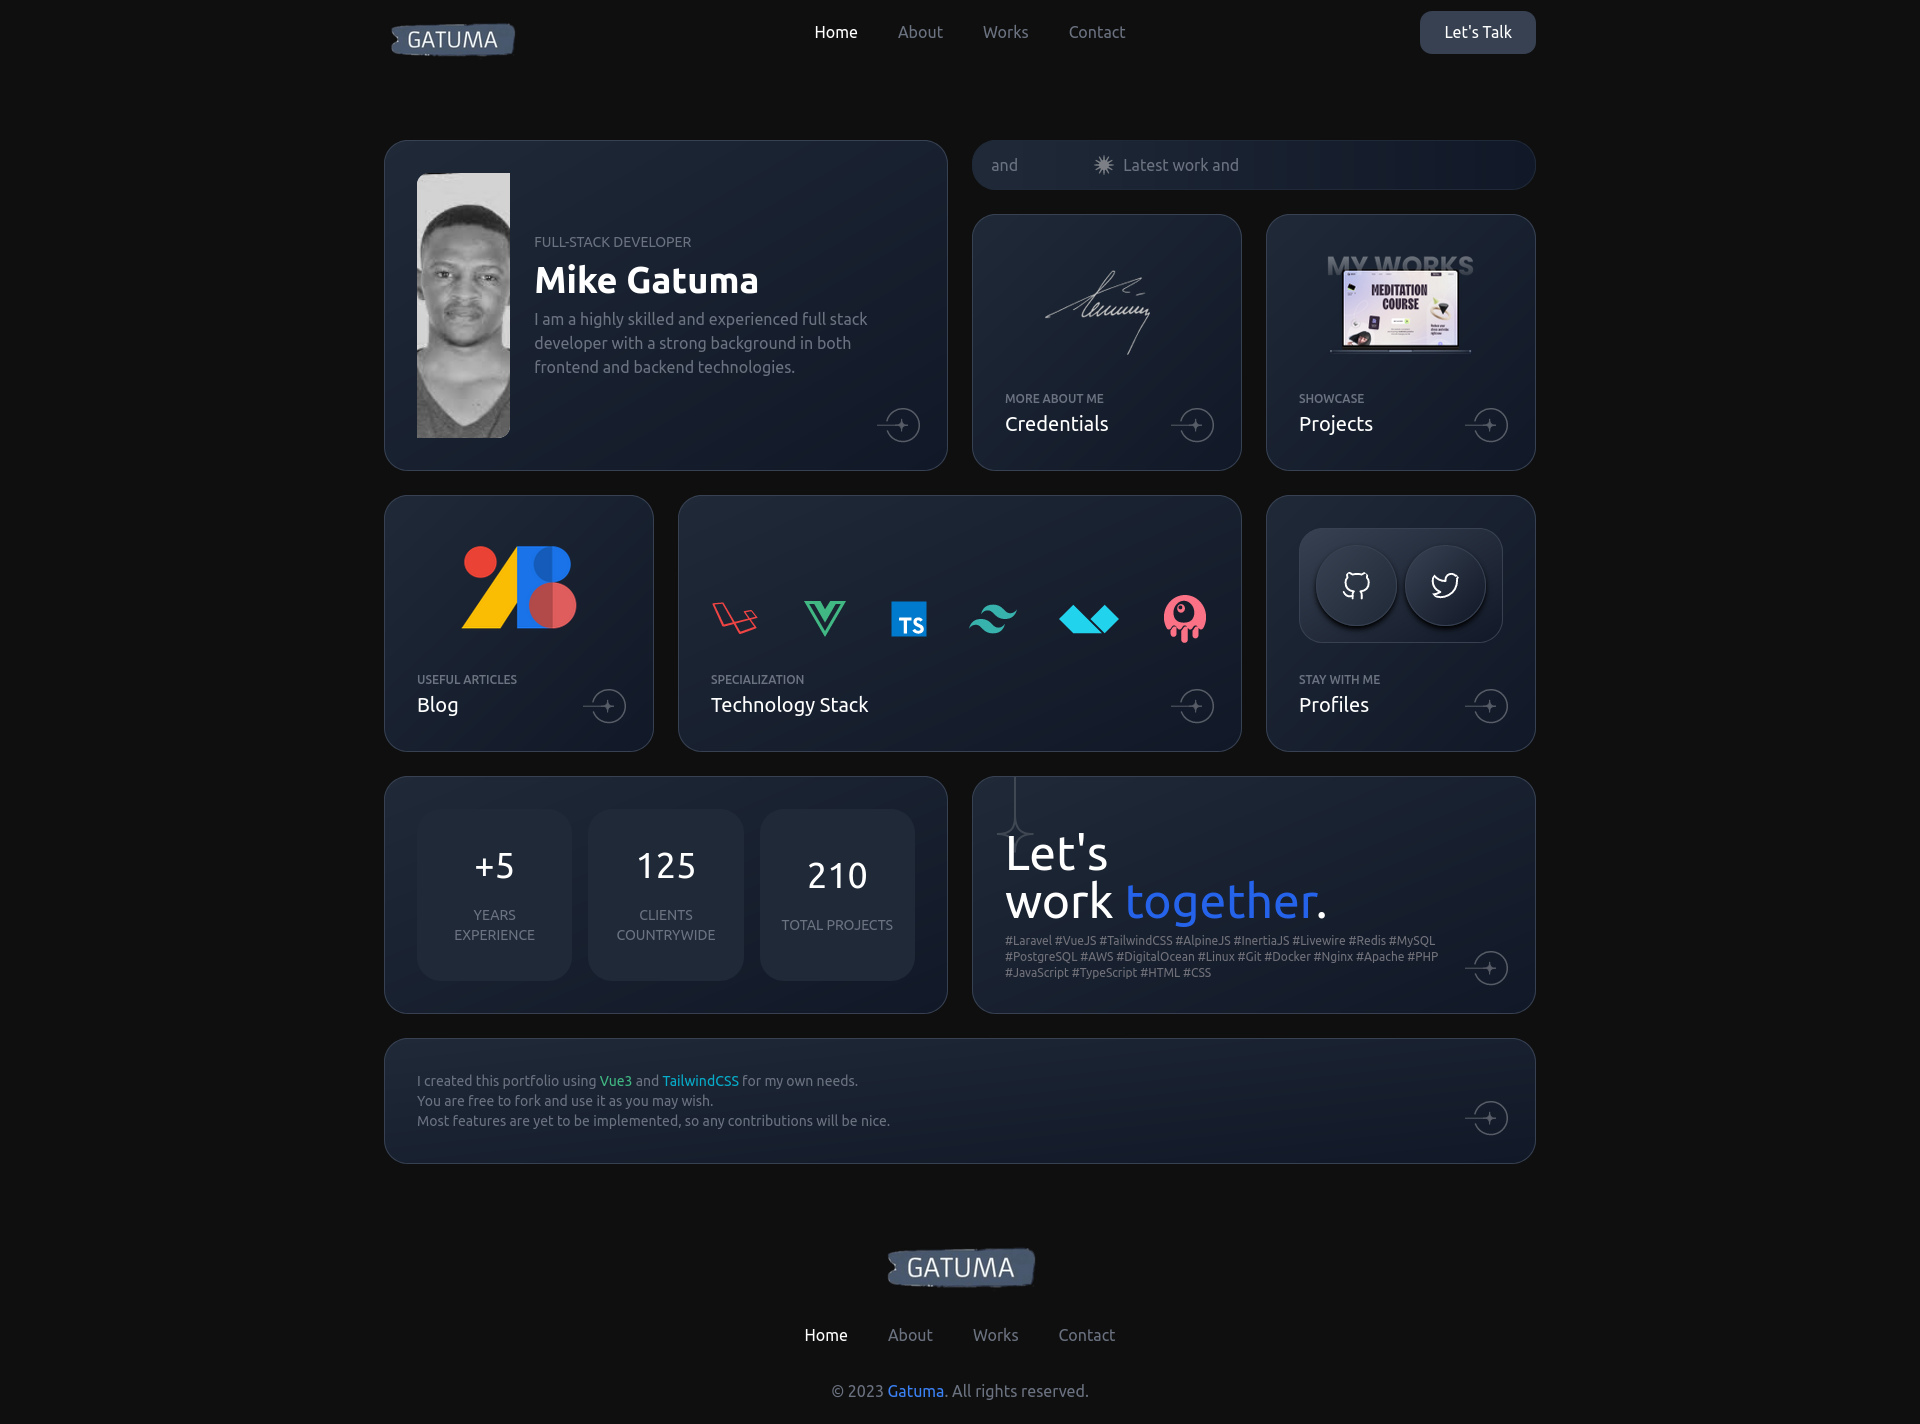 GATUMA
Home About Works Contact
Let's Talk
and
Latest work and
FULL-STACK DEVELOPER
Mike Gatuma
I am a highly skilled and experienced full stack
developer with a strong background in both
frontend and backend technologies.
MORE ABOUT ME
Credentials
MY WORKS
MEDITATION
COURSE
SHOWCASE
Projects
USEFUL ARTICLES
Blog
TS
SPECIALIZATION
Technology Stack
STAY WITH ME
Profiles
+5
YEARS
EXPERIENCE
125
CLIENTS
COUNTRYWIDE
210
TOTAL PROJECTS
Let's
work together.
#Laravel #VueJS #TailwindCSS #AlpineJS #InertiaJS #Livewire #Redis #MySQL
#PostgreSQL #AWS #DigitalOcean #Linux #Git #Docker #Nginx #Apache #PHP
#JavaScript #TypeScript #HTML #CSS
I created this portfolio using Vue3 and TailwindCSS for my own needs.
You are free to fork and use it as you may wish.
Most features are yet to be implemented, so any contributions will be nice.
GATUMA
Home About Works Contact
© 2023 Gatuma. All rights reserved.